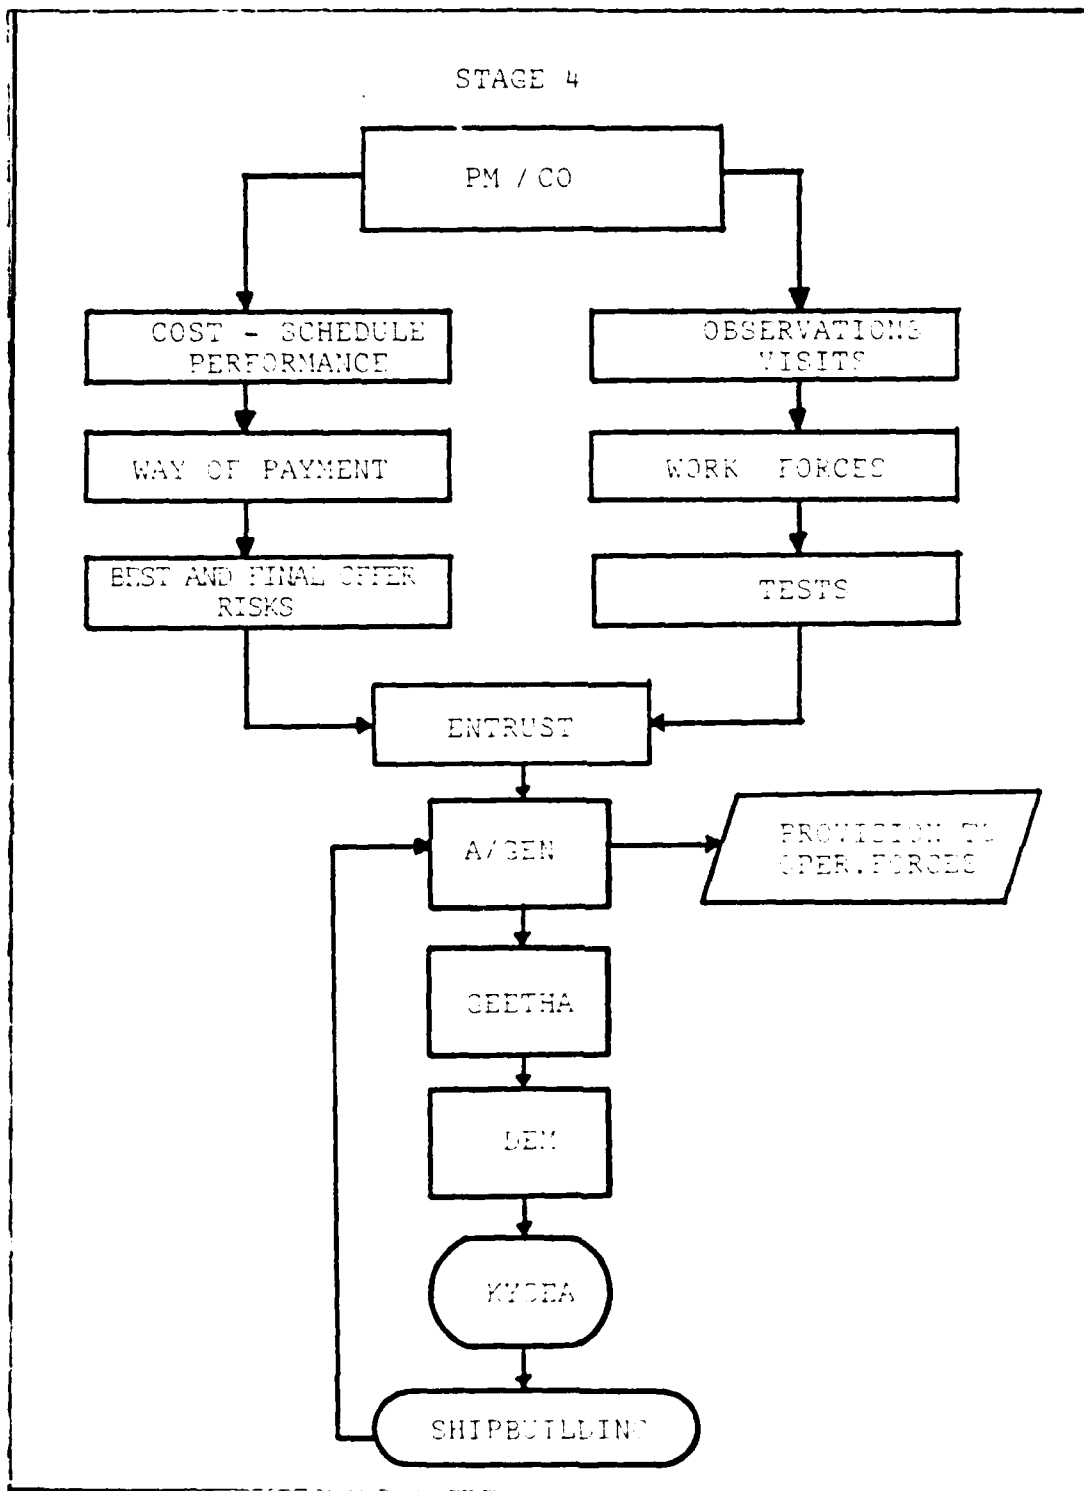 STAGE 4
PM / CO
COST - SCHEDULE
PERFORMANCE
OBSERVATIONS
VISITS
WAY OF PAYMENT
WORK FORCES
BEST AND FINAL OFFER
RISKS
TESTS
ENTRUST
A/GEN
PROVISION TO
OPER.FORCES
GEETHA
DEM
KYSEA
SHIPBUILDING